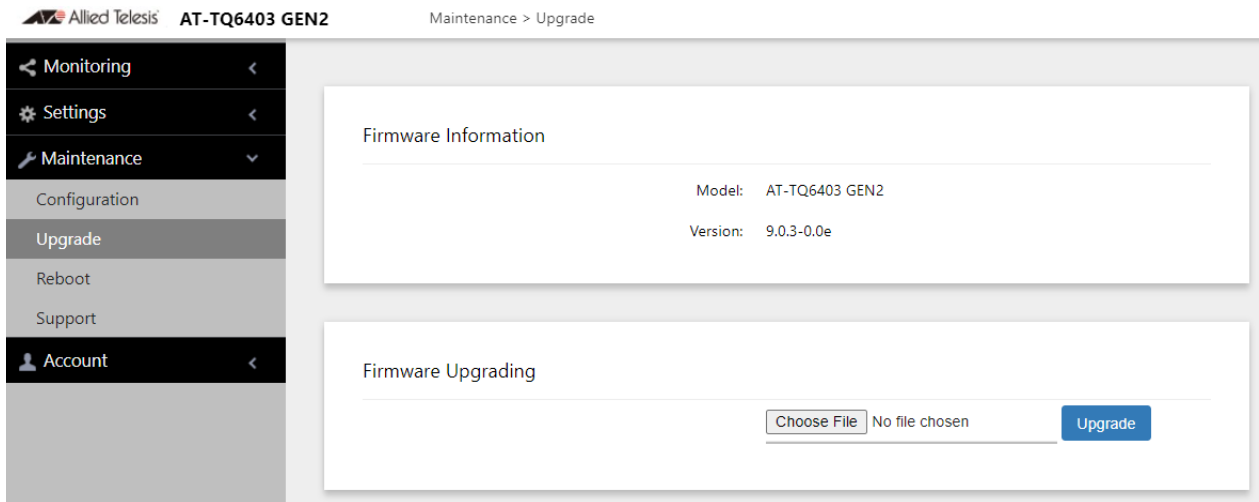 Allied Telesis AT-TQ6403 GEN2 Maintenance > Upgrade
Monitoring
Settings
Maintenance
Configuration
Upgrade
Reboot
Support
Account
Firmware Information
Model: AT-TQ6403 GEN2
Version: 9.0.3-0.0e
Firmware Upgrading
Choose File No file chosen Upgrade